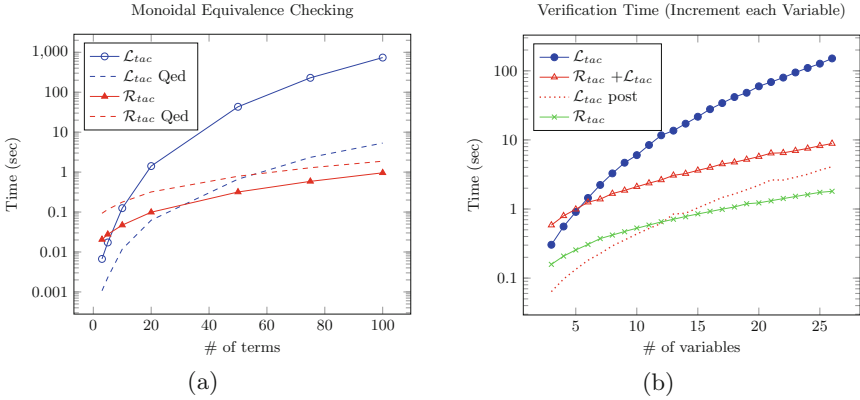 Monoidal Equivalence Checking
Time (sec)
1,000
100
10
1
0.1
0.01
0.001
ℒtac
ℒtac Qed
ℛtac
ℛtac Qed
0 20 40 60 80 100
# of terms
(a)
Verification Time (Increment each Variable)
Time (sec)
100
10
1
0.1
ℒtac
ℛtac +ℒtac
ℒtac post
ℛtac
5 10 15 20 25
# of variables
(b)